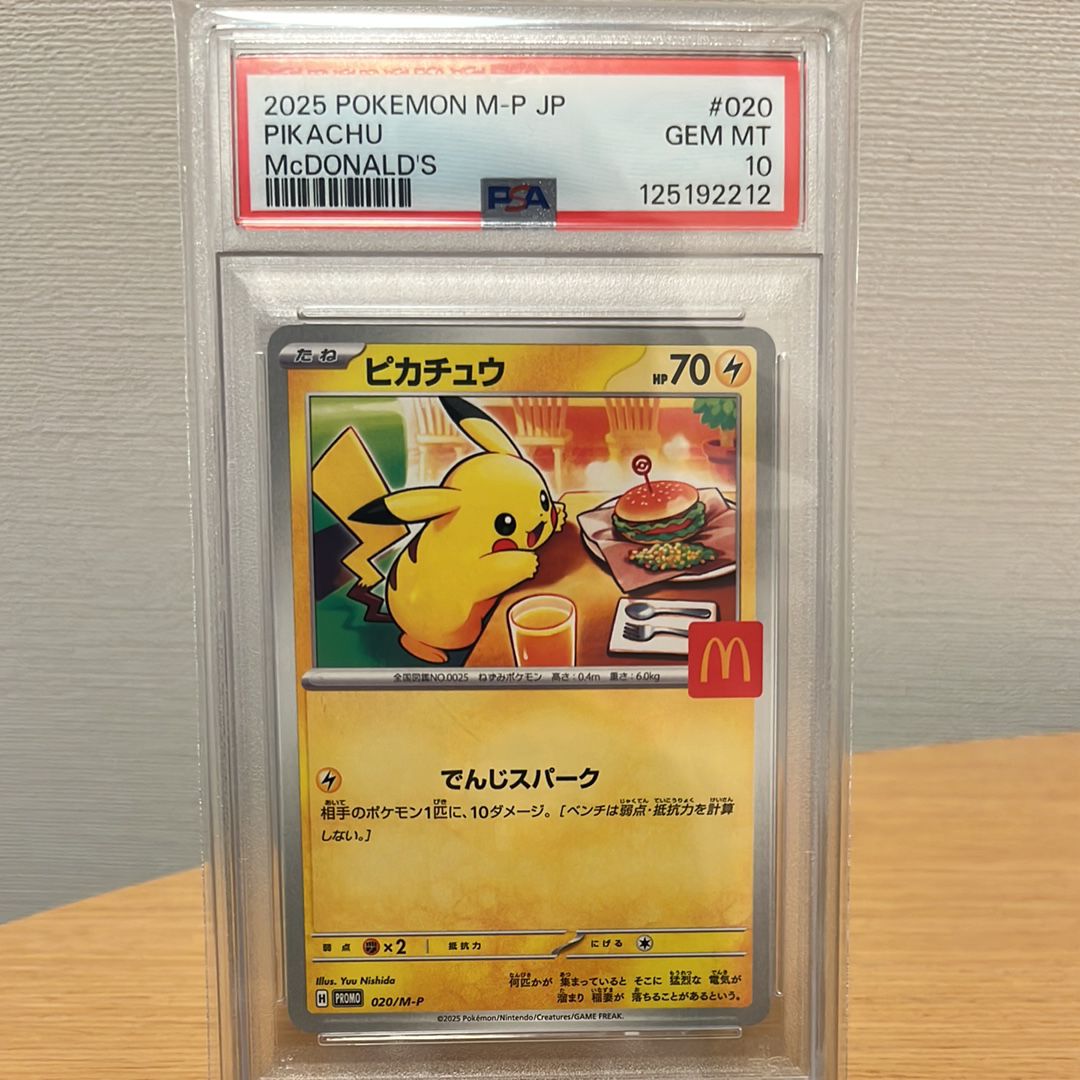 2025 POKEMON M-P JP #020
PIKACHU GEM MT
McDONALD'S 10
PSA 125192212
たね ピカチュウ HP70
全国図鑑NO.0025 ねずみポケモン 高さ:0.4m 重さ:6.0kg
M
でんじスパーク
相手のポケモン1匹に、10ダメージ。[ベンチは弱点・抵抗力を計算
しない。]
弱点 ×2 抵抗力 にげる
Illus. Yuu Nishida
何匹かが 集まっていると そこに 猛烈な 電気が
溜まり 稲妻が 落ちることがあるという。
H PROMO 020/M-P
©2025 Pokémon/Nintendo/Creatures/GAME FREAK.